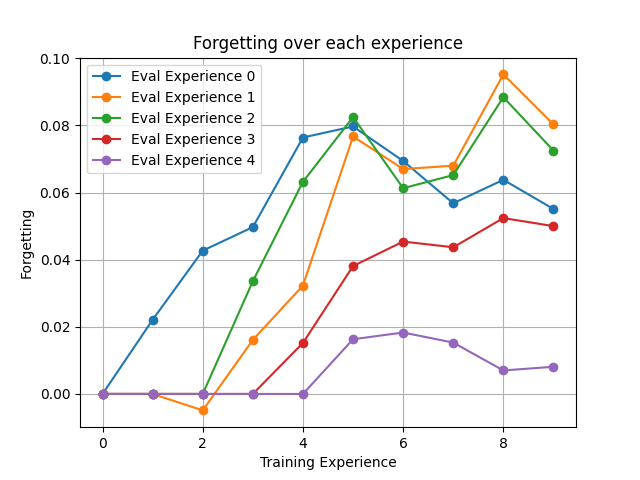 Forgetting over each experience
0.10
0.08
0.06
0.04
0.02
0.00
Forgetting
Eval Experience 0
Eval Experience 1
Eval Experience 2
Eval Experience 3
Eval Experience 4
0 2 4 6 8
Training Experience